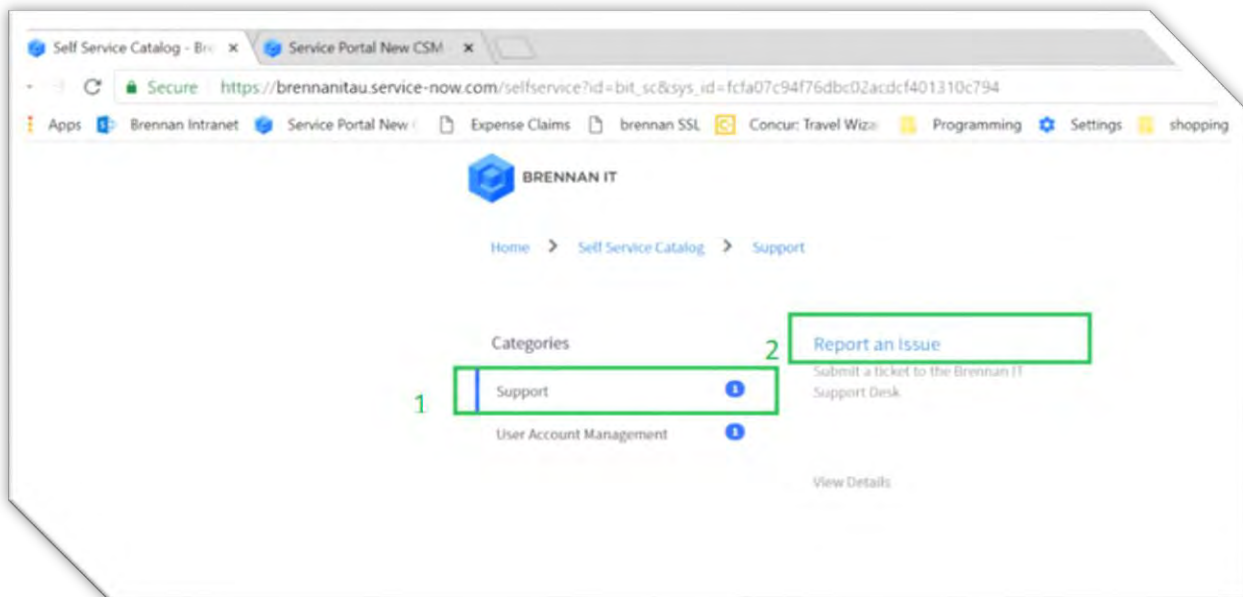 Self Service Catalog - Bre × Service Portal New CSM - ×
Secure https://brennanitau.service-now.com/selfservice?id=bit_sc&sys_id=fcfa07c94f76dbc02acdcf401310c794
Apps Brennan Intranet Service Portal New Expense Claims brennan SSL Concur: Travel Wiza Programming Settings shopping
BRENNAN IT
Home > Self Service Catalog > Support
Categories
1 Support 1
User Account Management 1
2 Report an Issue
Submit a ticket to the Brennan IT
Support Desk
View Details